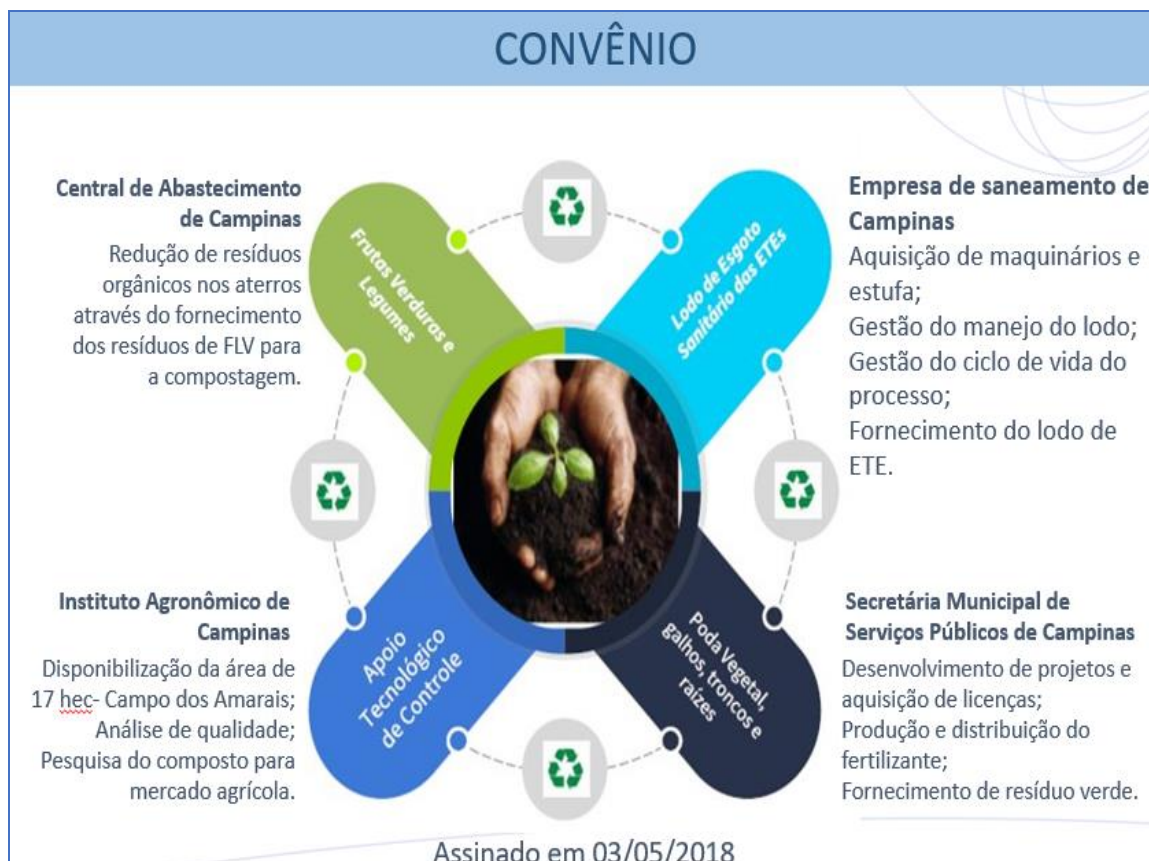 CONVÊNIO
Central de Abastecimento
de Campinas
Redução de resíduos
orgânicos nos aterros
através do fornecimento
dos resíduos de FLV para
a compostagem.
Frutas Verduras e
Legumes
Lodo de Esgoto
Sanitário das ETEs
Empresa de saneamento de
Campinas
Aquisição de maquinários e
estufa;
Gestão do manejo do lodo;
Gestão do ciclo de vida do
processo;
Fornecimento do lodo de
ETE.
Instituto Agronômico de
Campinas
Disponibilização da área de
17 hec- Campo dos Amarais;
Análise de qualidade;
Pesquisa do composto para
mercado agrícola.
Apoio
Tecnológico
de Controle
Poda Vegetal,
galhos, troncos e
raízes
Secretária Municipal de
Serviços Públicos de Campinas
Desenvolvimento de projetos e
aquisição de licenças;
Produção e distribuição do
fertilizante;
Fornecimento de resíduo verde.
Assinado em 03/05/2018